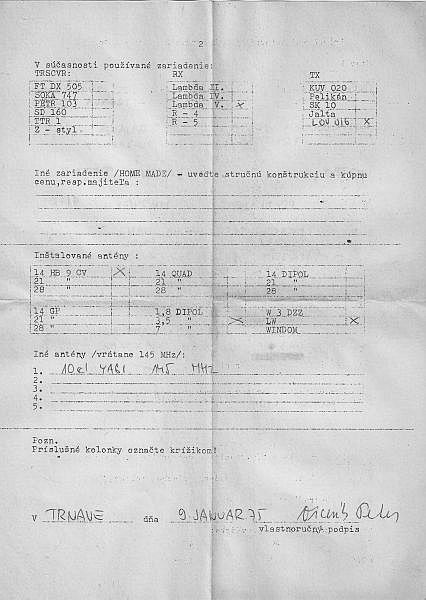 2
V súčasnosti používané zariadenie:
TRSCVR: RX TX
FT DX 505 Lambda II. KUV 020
SOKA 747 Lambda IV. Pelikán
PETR 103 Lambda V. x SK 10
SD 160 R - 4 Jalta
TTR 1 R - 5 LOV 016 x
Z - styl.
Iné zariadenie /HOME MADE/ - uveďte stručnú konštrukciu a kúpnu
cenu,resp.majiteľa :
Inštalované antény :
14 HB 9 CV X 14 QUAD 14 DIPOL
21 " 21 " 21 "
28 " 28 " 28 "
14 GP 1,8 DIPOL W 3 DZZ
21 " 3,5 " X LW X
28 " 7 " WINDOM
Iné antény /vrátane 145 MHz/:
1. 10el YAGI 145 MHz
2.
3.
4.
5.
Pozn.
Príslušné kolonky označte krížikom!
v TRNAVE dňa 9.JANUAR 75
vlastnoručný podpis